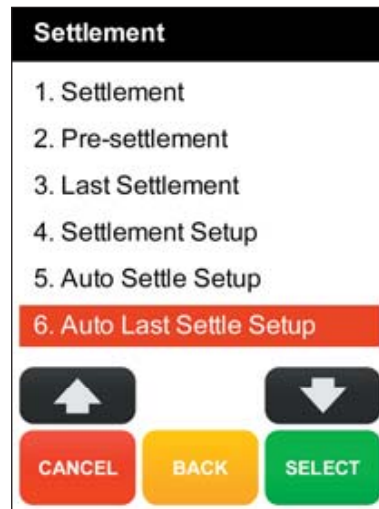 Settlement
1. Settlement
2. Pre-settlement
3. Last Settlement
4. Settlement Setup
5. Auto Settle Setup
6. Auto Last Settle Setup
CANCEL BACK SELECT